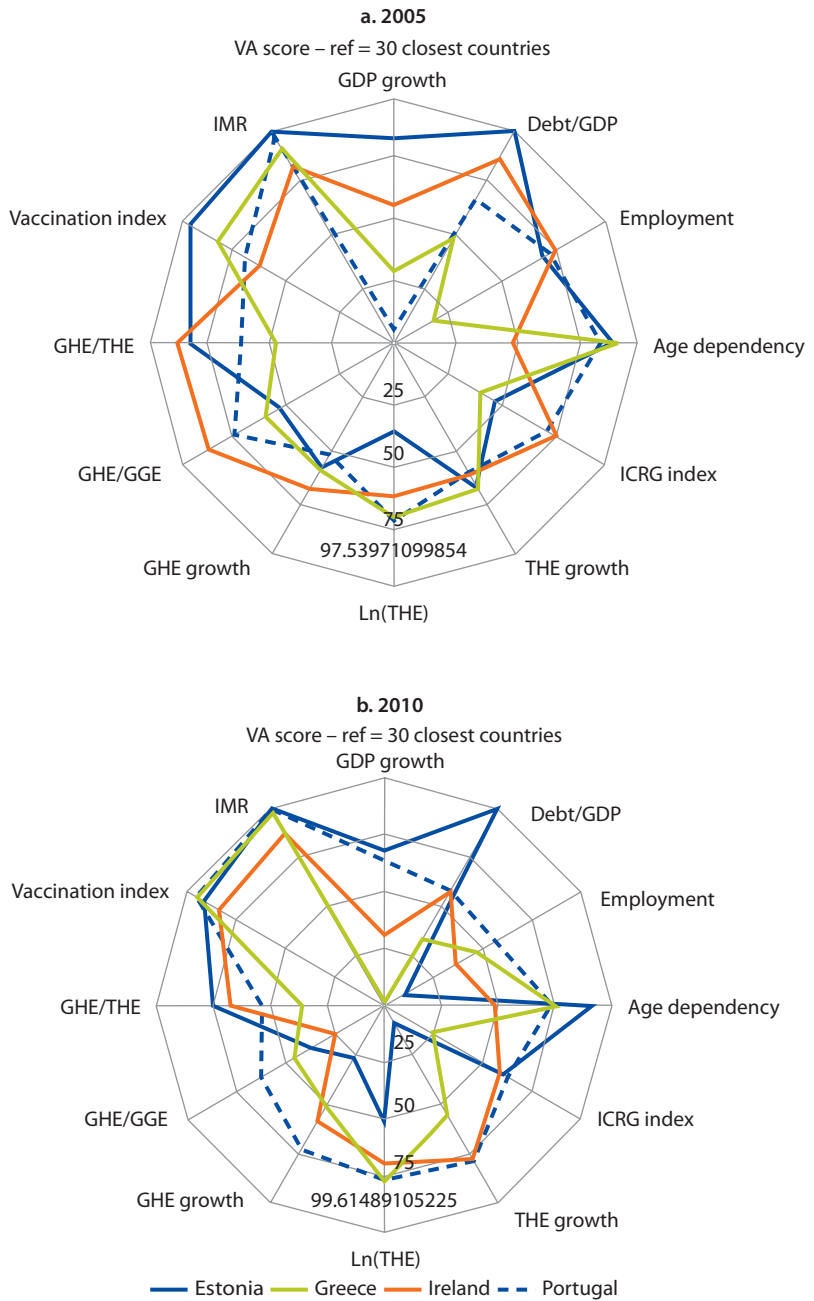 a. 2005
VA score – ref = 30 closest countries
GDP growth
IMR
Debt/GDP
Vaccination index
Employment
GHE/THE
Age dependency
25
50
GHE/GGE
ICRG index
75
97.53971099854
GHE growth
THE growth
Ln(THE)
b. 2010
VA score – ref = 30 closest countries
GDP growth
IMR
Debt/GDP
Vaccination index
Employment
GHE/THE
Age dependency
25
50
GHE/GGE
ICRG index
75
99.61489105225
GHE growth
THE growth
Ln(THE)
Estonia Greece Ireland Portugal